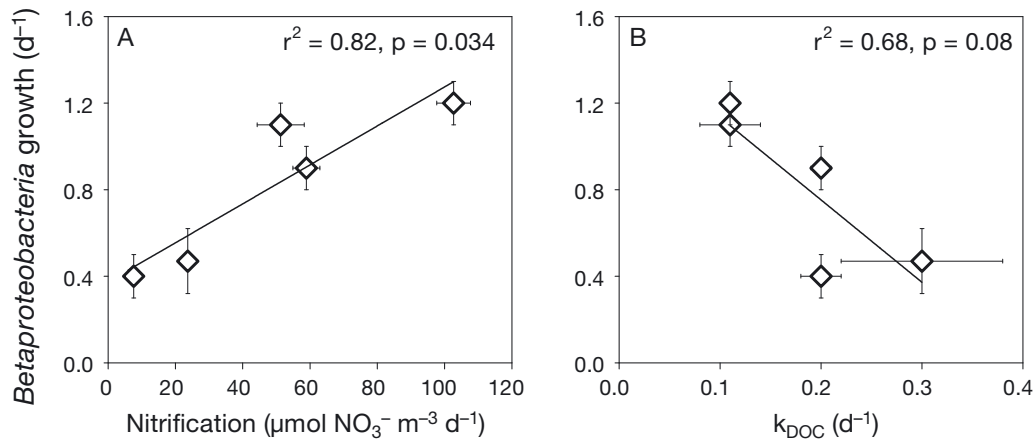 Betaproteobacteria growth (d⁻¹)
1.6
1.2
0.8
0.4
0.0
A
r² = 0.82, p = 0.034
0 20 40 60 80 100 120
Nitrification (µmol NO₃⁻ m⁻³ d⁻¹)
1.6
1.2
0.8
0.4
0.0
B
r² = 0.68, p = 0.08
0.0 0.1 0.2 0.3 0.4
k_DOC (d⁻¹)